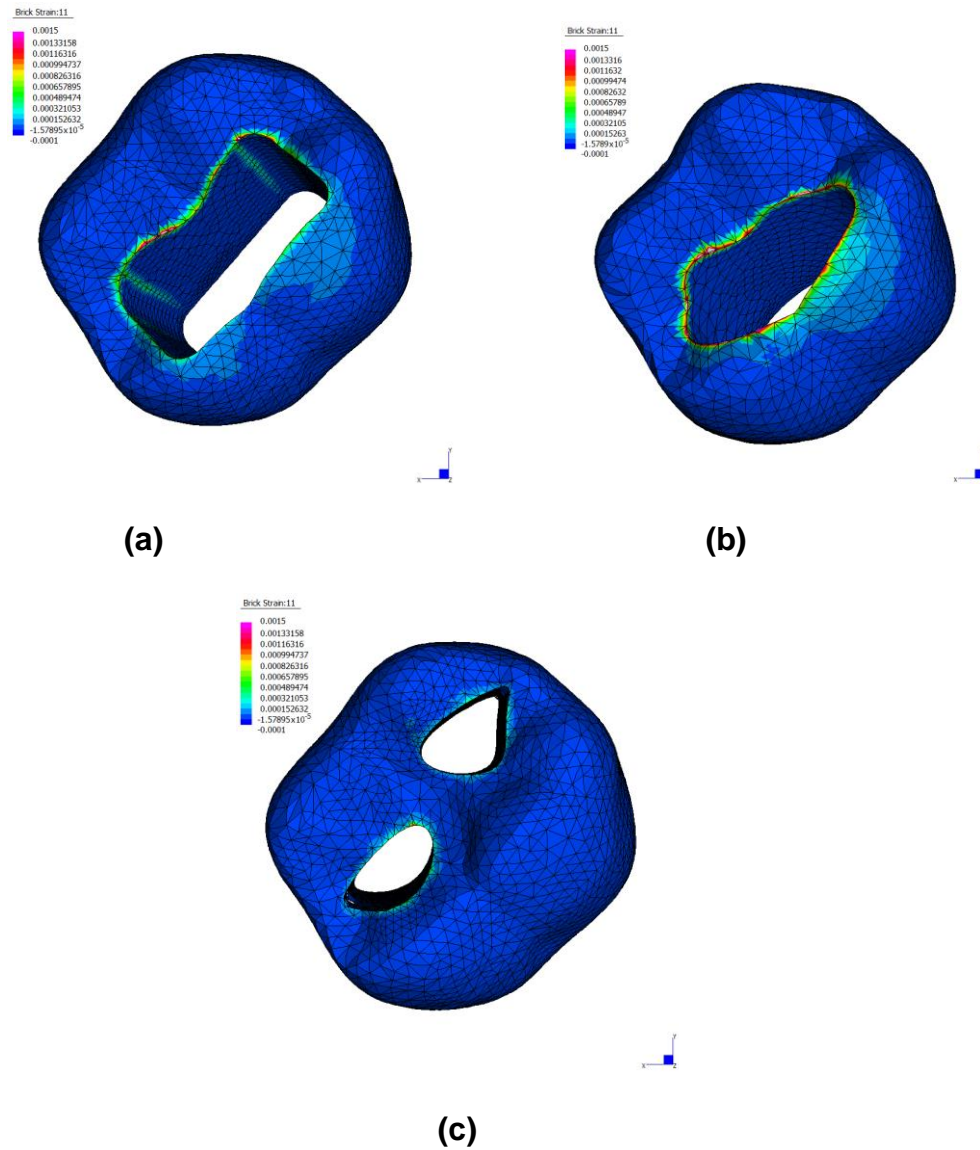 Brick Strain:11
0.0015
0.00133158
0.00116316
0.000994737
0.000826316
0.000657895
0.000489474
0.000321053
0.000152632
-1.57895x10⁻⁵
-0.0001
y
x
z
(a)
Brick Strain:11
0.0015
0.0013316
0.0011632
0.00099474
0.00082632
0.00065789
0.00048947
0.00032105
0.00015263
-1.5789x10⁻⁵
-0.0001
x
(b)
Brick Strain:11
0.0015
0.00133158
0.00116316
0.000994737
0.000826316
0.000657895
0.000489474
0.000321053
0.000152632
-1.57895x10⁻⁵
-0.0001
y
x
z
(c)